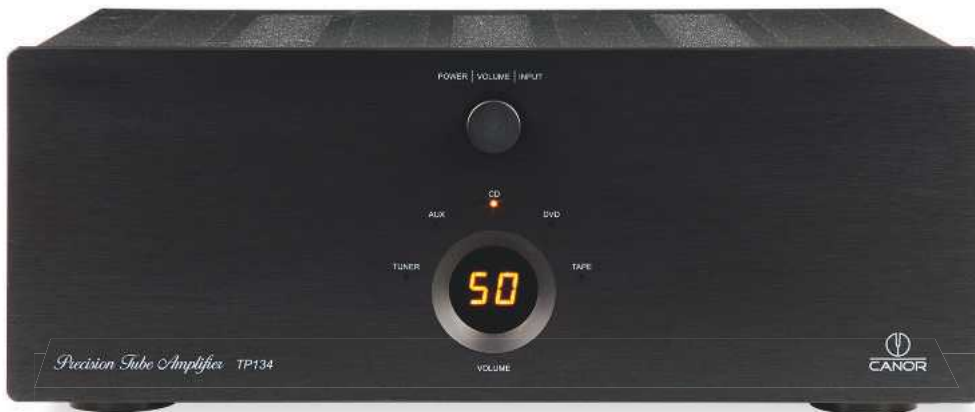 POWER | VOLUME | INPUT
CD
AUX DVD
TUNER TAPE
50
Precision Tube Amplifier TP134
CANOR
VOLUME